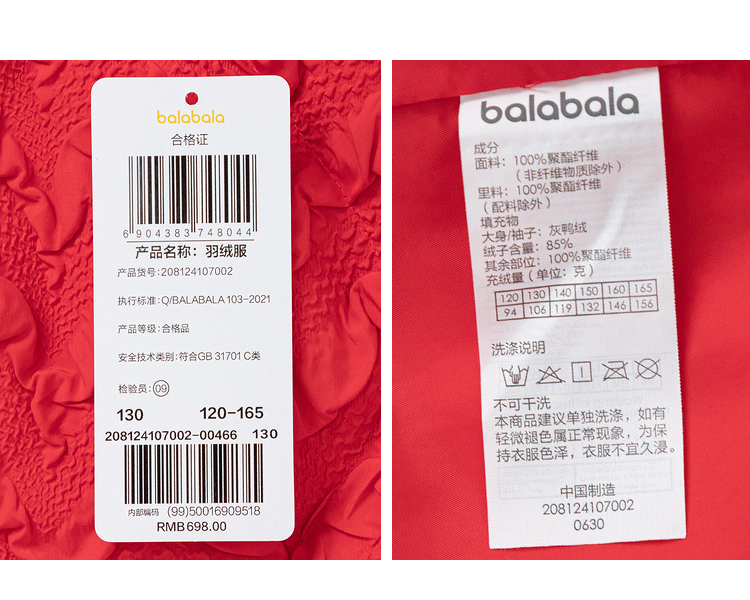 balabala
合格证
6 904383 748044
产品名称：羽绒服
产品货号：208124107002
执行标准：Q/BALABALA 103-2021
产品等级：合格品
安全技术类别：符合GB 31701 C类
检验员：09
130 120-165
208124107002-00466 130
内部编码 (99)50016909518
RMB698.00
balabala
成分
面料：100%聚酯纤维
（非纤维物质除外）
里料：100%聚酯纤维
（配料除外）
填充物
大身/袖子：灰鸭绒
绒子含量：85%
其余部位：100%聚酯纤维
充绒量（单位：克）
120 130 140 150 160 165
94 106 119 132 146 156
洗涤说明
不可干洗
本商品建议单独洗涤，如有
轻微褪色属正常现象，为保
持衣服色泽，衣服不宜久浸。
中国制造
208124107002
0630